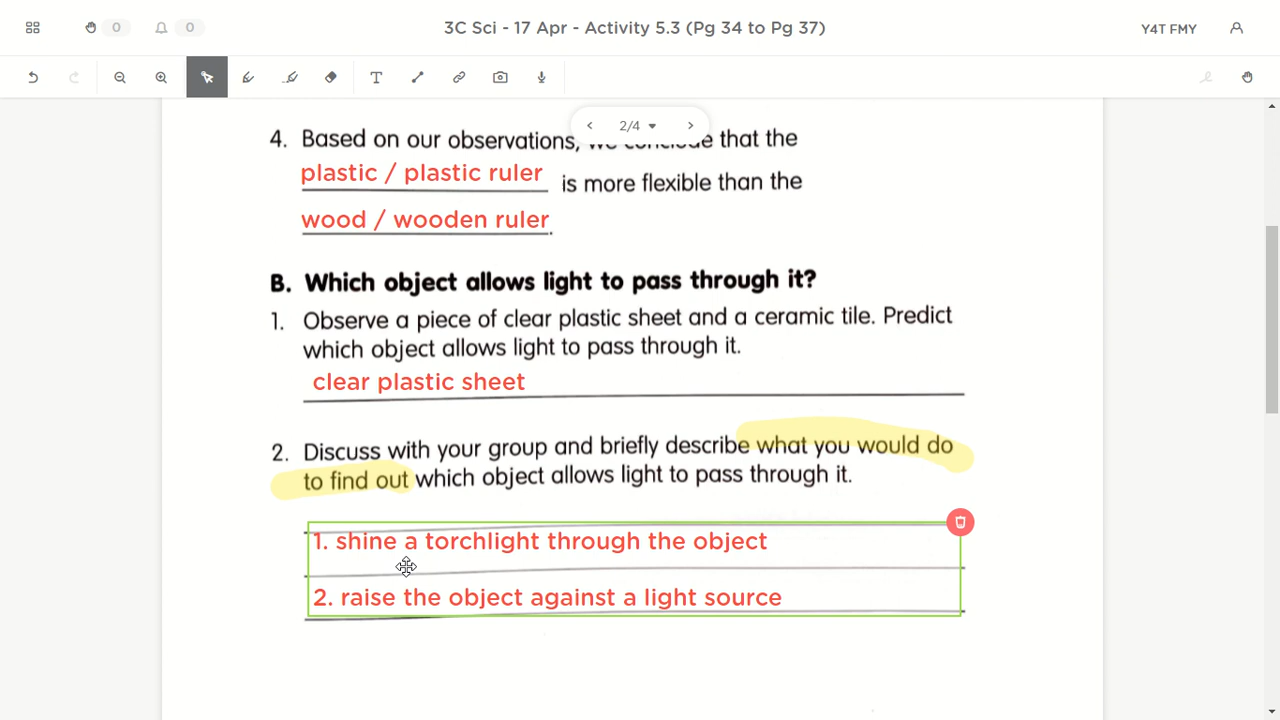 0
0
3C Sci - 17 Apr - Activity 5.3 (Pg 34 to Pg 37)
Y4T FMY
T
2/4
4. Based on our observations, we conclude that the
plastic / plastic ruler is more flexible than the
wood / wooden ruler.
B. Which object allows light to pass through it?
1. Observe a piece of clear plastic sheet and a ceramic tile. Predict
which object allows light to pass through it.
clear plastic sheet
2. Discuss with your group and briefly describe what you would do
to find out which object allows light to pass through it.
1. shine a torchlight through the object
2. raise the object against a light source